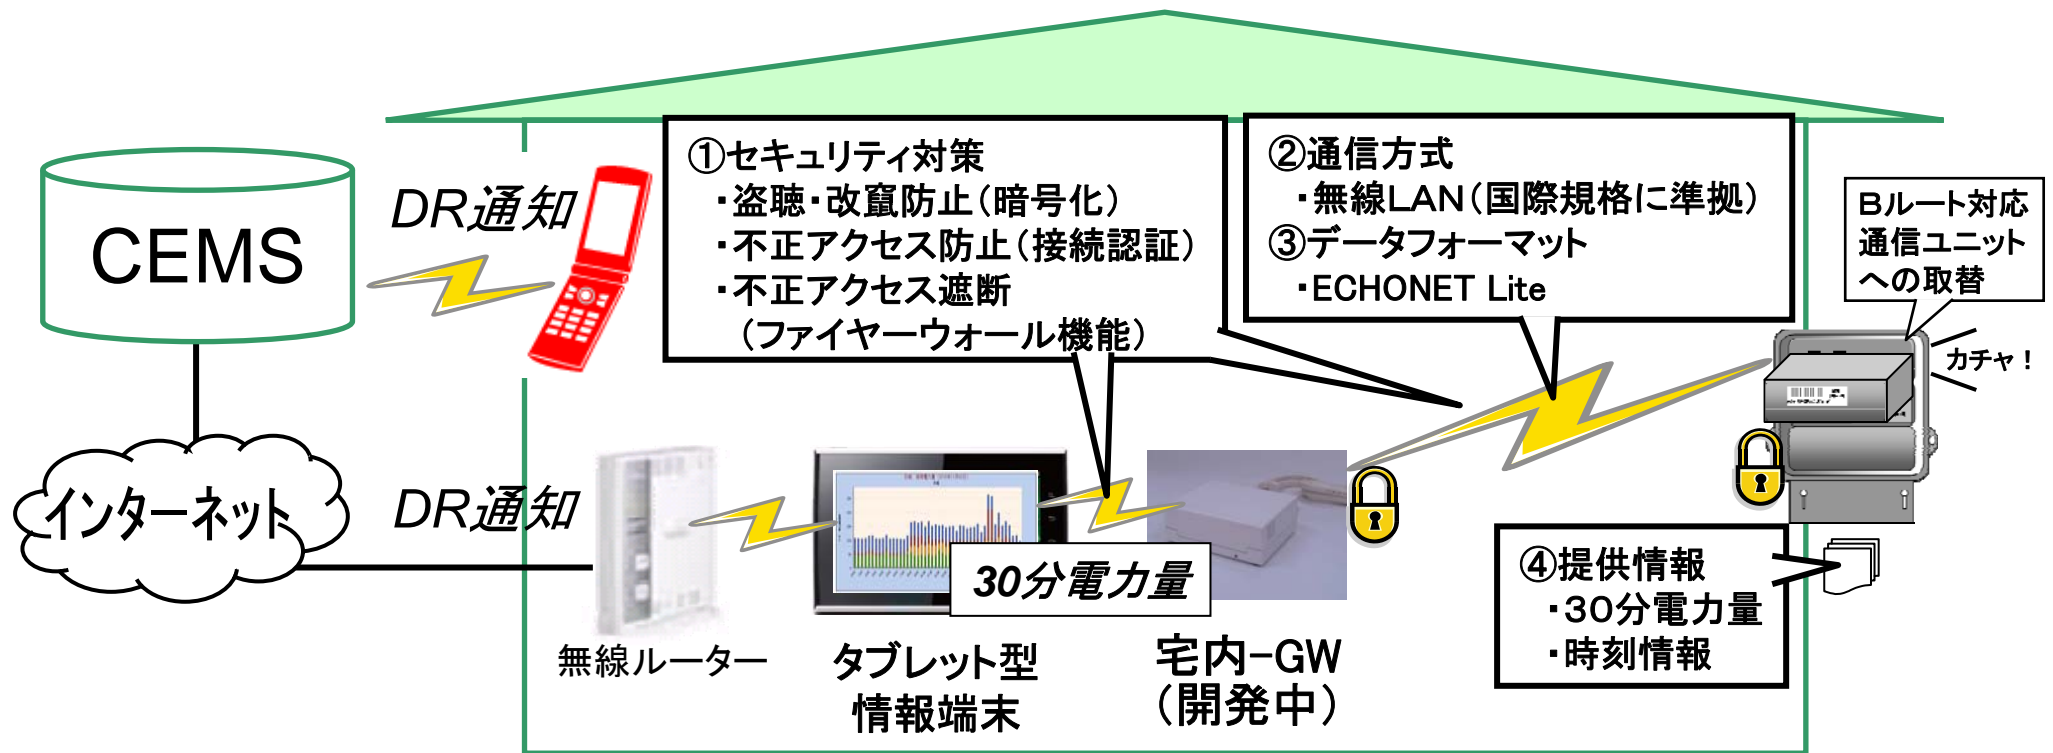 CEMS
DR通知
①セキュリティ対策
・盗聴・改竄防止(暗号化)
・不正アクセス防止(接続認証)
・不正アクセス遮断
(ファイヤーウォール機能)
②通信方式
・無線LAN(国際規格に準拠)
③データフォーマット
・ECHONET Lite
Bルート対応
通信ユニット
への取替
カチャ!
インターネット
DR通知
30分電力量
④提供情報
・30分電力量
・時刻情報
無線ルーター
タブレット型
情報端末
宅内-GW
(開発中)